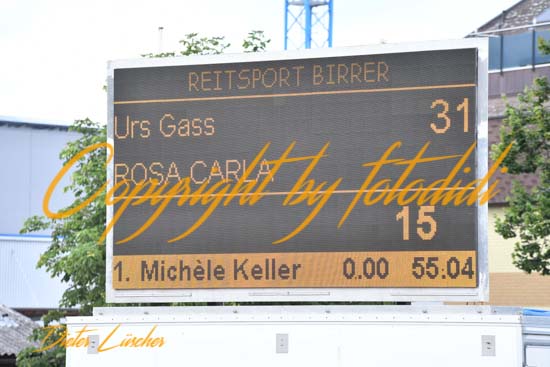 REITSPORT BIRRER
Urs Gass 31
ROSA CARLA
Copyright by fotodidi
15
1. Michèle Keller 0.00 55.04
Dieter Lüscher